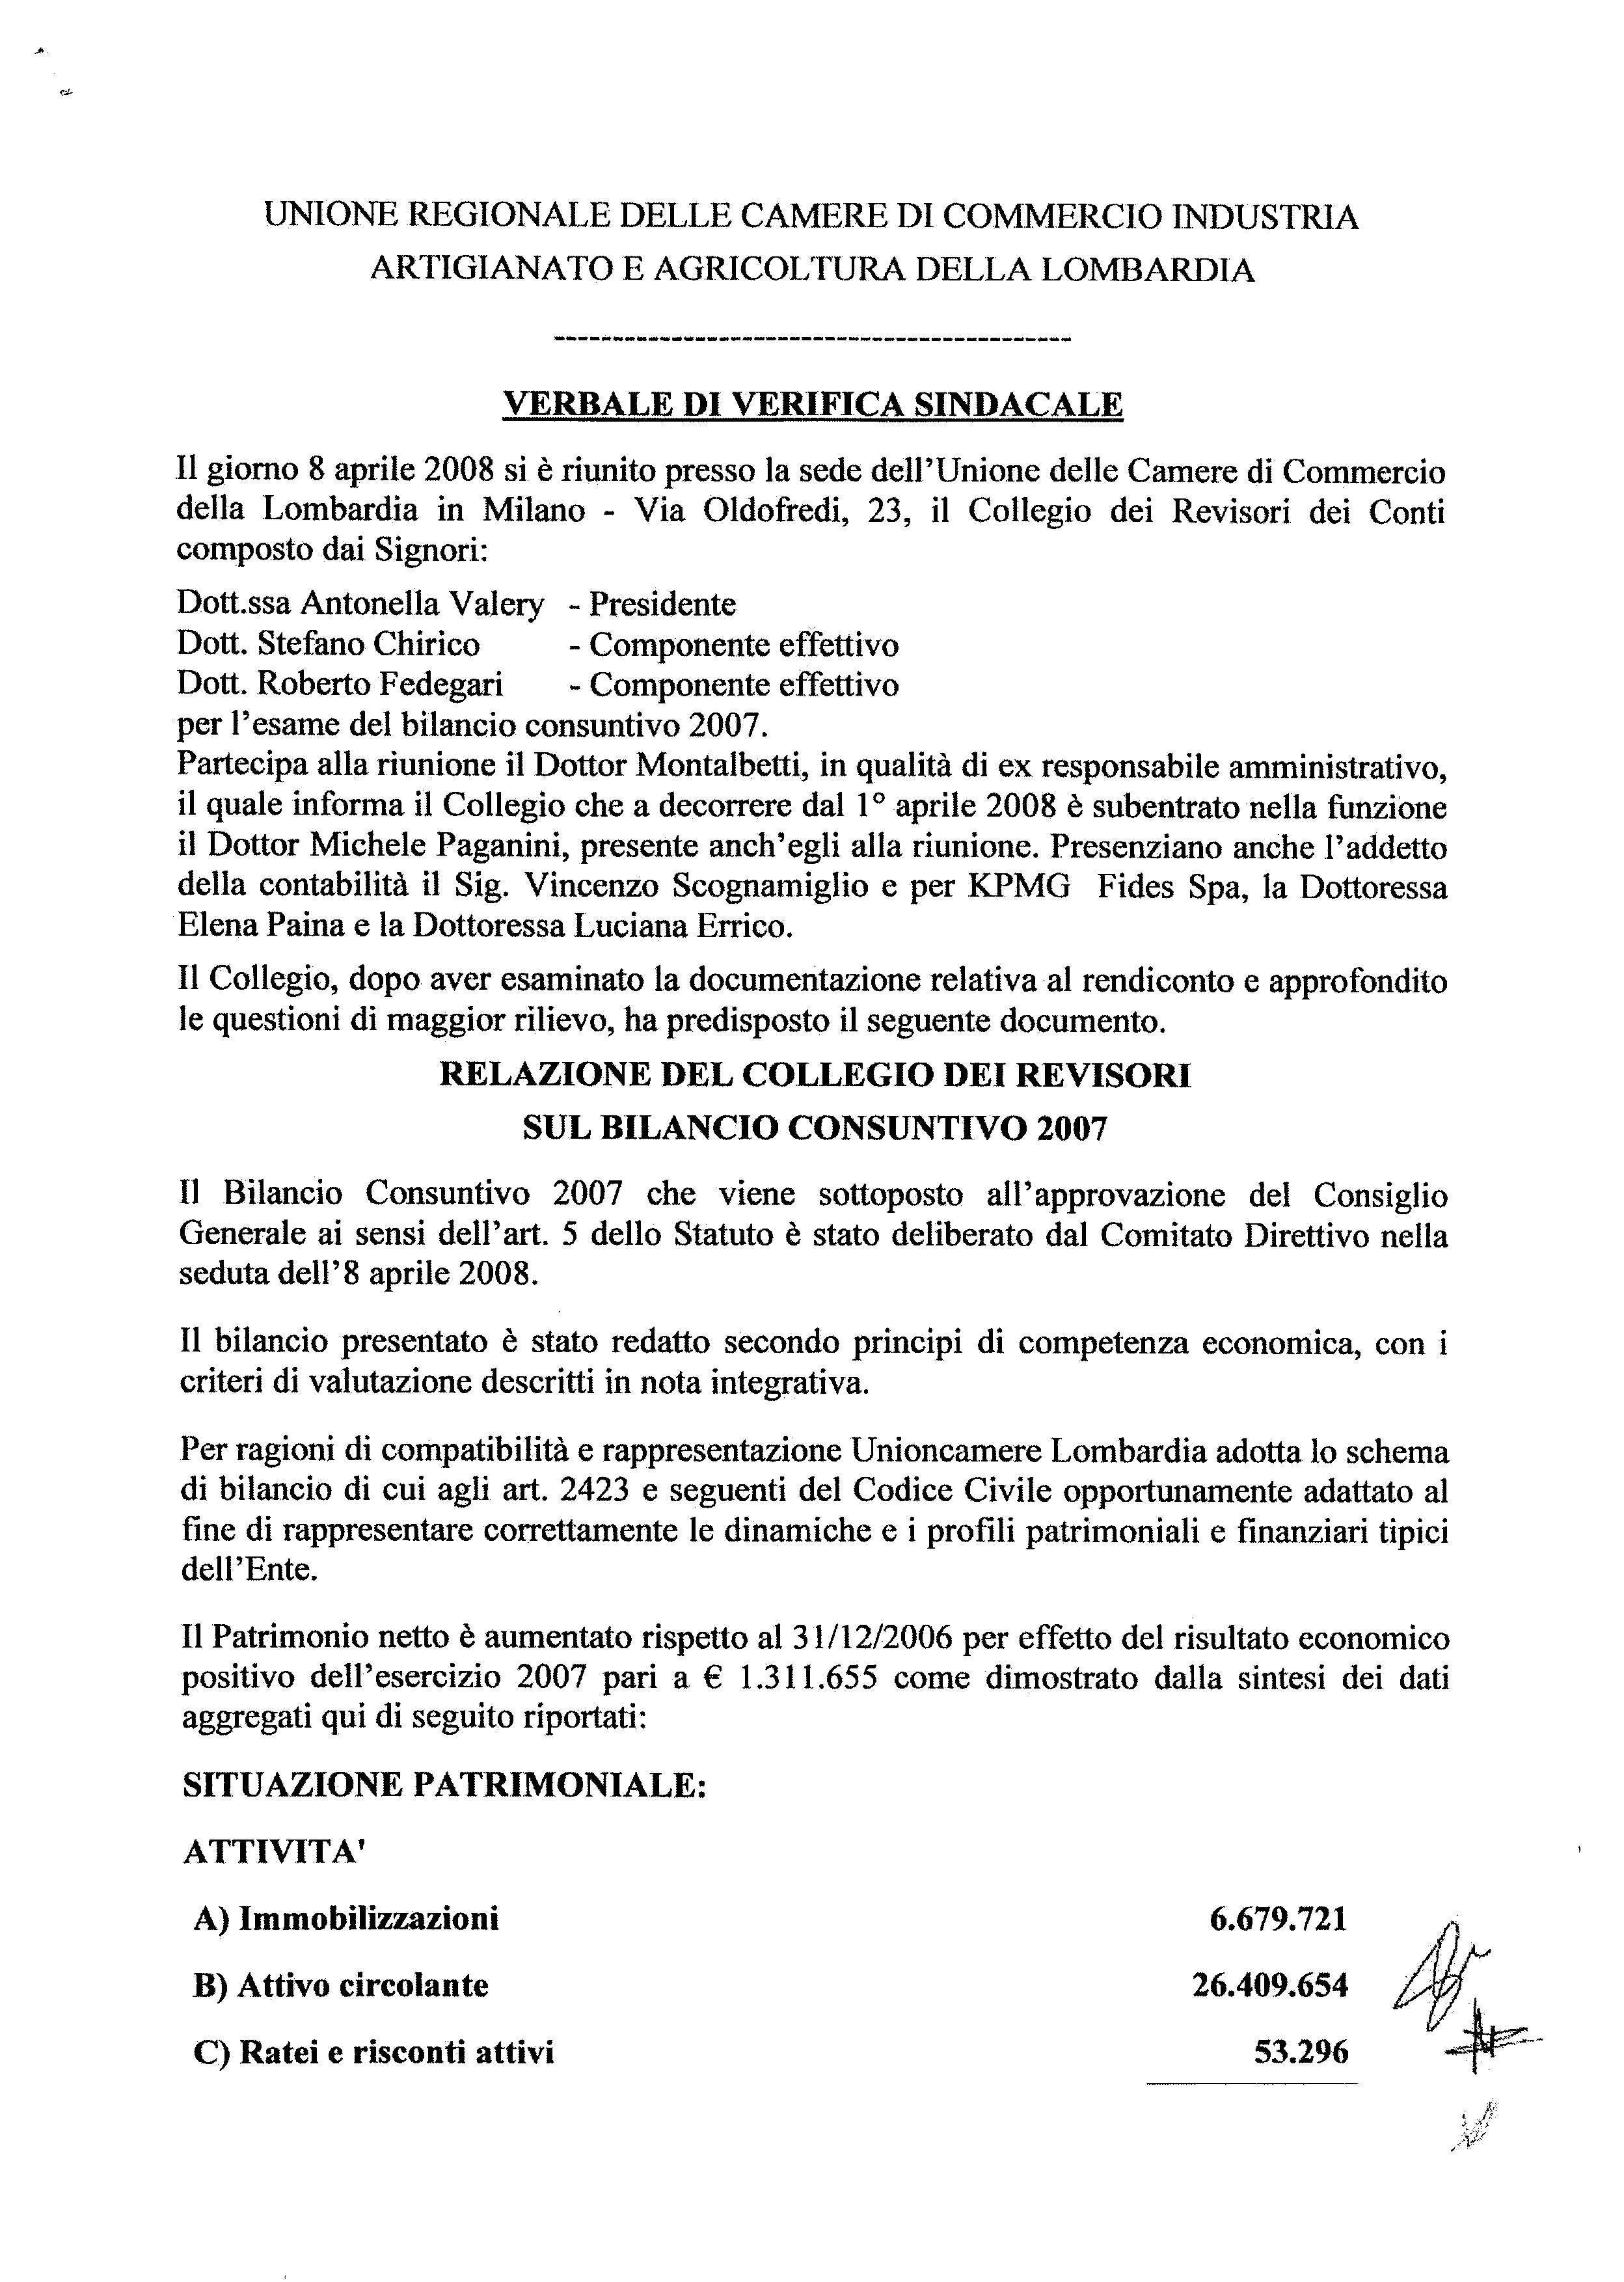 UNIONE REGIONALE DELLE CAMERE DI COMMERCIO INDUSTRIA
ARTIGIANATO E AGRICOLTURA DELLA LOMBARDIA
--------------------------------------------
VERBALE DI VERIFICA SINDACALE
Il giorno 8 aprile 2008 si è riunito presso la sede dell'Unione delle Camere di Commercio
della Lombardia in Milano - Via Oldofredi, 23, il Collegio dei Revisori dei Conti
composto dai Signori:
Dott.ssa Antonella Valery - Presidente
Dott. Stefano Chirico - Componente effettivo
Dott. Roberto Fedegari - Componente effettivo
per l'esame del bilancio consuntivo 2007.
Partecipa alla riunione il Dottor Montalbetti, in qualità di ex responsabile amministrativo,
il quale informa il Collegio che a decorrere dal 1° aprile 2008 è subentrato nella funzione
il Dottor Michele Paganini, presente anch'egli alla riunione. Presenziano anche l'addetto
della contabilità il Sig. Vincenzo Scognamiglio e per KPMG Fides Spa, la Dottoressa
Elena Paina e la Dottoressa Luciana Errico.
Il Collegio, dopo aver esaminato la documentazione relativa al rendiconto e approfondito
le questioni di maggior rilievo, ha predisposto il seguente documento.
RELAZIONE DEL COLLEGIO DEI REVISORI
SUL BILANCIO CONSUNTIVO 2007
Il Bilancio Consuntivo 2007 che viene sottoposto all'approvazione del Consiglio
Generale ai sensi dell'art. 5 dello Statuto è stato deliberato dal Comitato Direttivo nella
seduta dell'8 aprile 2008.
Il bilancio presentato è stato redatto secondo principi di competenza economica, con i
criteri di valutazione descritti in nota integrativa.
Per ragioni di compatibilità e rappresentazione Unioncamere Lombardia adotta lo schema
di bilancio di cui agli art. 2423 e seguenti del Codice Civile opportunamente adattato al
fine di rappresentare correttamente le dinamiche e i profili patrimoniali e finanziari tipici
dell'Ente.
Il Patrimonio netto è aumentato rispetto al 31/12/2006 per effetto del risultato economico
positivo dell'esercizio 2007 pari a € 1.311.655 come dimostrato dalla sintesi dei dati
aggregati qui di seguito riportati:
SITUAZIONE PATRIMONIALE:
ATTIVITA'
A) Immobilizzazioni 6.679.721
B) Attivo circolante 26.409.654
C) Ratei e risconti attivi 53.296